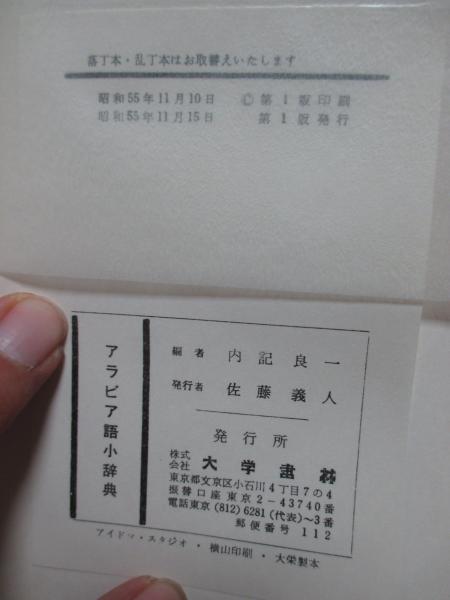 落丁本・乱丁本はお取替えいたします
昭和55年11月10日 ©第1版印刷
昭和55年11月15日 第1版発行
アラビア語小辞典
編者 内記良一
発行者 佐藤義人
発行所
株式会社 大学書林
東京都文京区小石川4丁目7の4
振替口座東京2-43740番
電話東京(812)6281(代表)～3番
郵便番号112
アイドマ・スタジオ・横山印刷・大栄製本